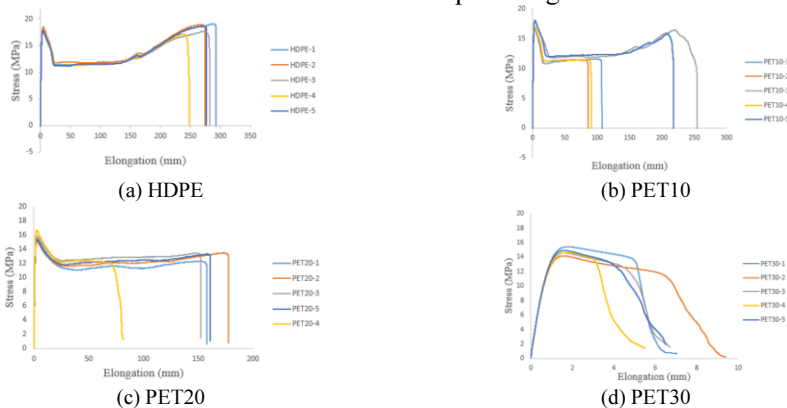 Stress (MPa)
20
15
10
5
0
-5
0
50
100
150
200
250
300
350
Elongation (mm)
HDPE-1
HDPE-2
HDPE-3
HDPE-4
HDPE-5
(a) HDPE
Stress (MPa)
20
15
10
5
0
-5
0
50
100
150
200
250
300
Elongation (mm)
PET10-1
PET10-2
PET10-3
PET10-4
PET10-5
(b) PET10
Stress (MPa)
20
18
16
14
12
10
8
6
4
2
0
0
50
100
150
200
PET20-1
PET20-2
PET20-3
PET20-5
PET20-4
(c) PET20
Stress (MPa)
20
18
16
14
12
10
8
6
4
2
0
0
2
4
6
8
10
Elongation (mm)
PET30-1
PET30-2
PET30-3
PET30-4
PET30-5
(d) PET30